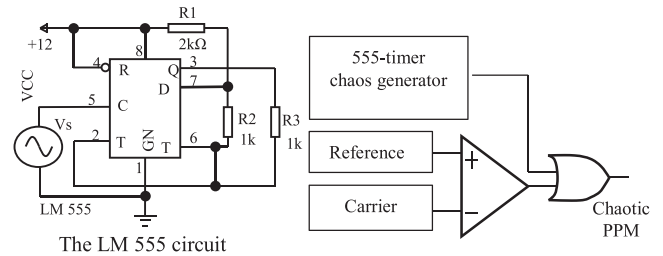 R1
+12
2kΩ
8
4
R
Q
3
7
D
VCC
5
C
Vs
R2
1k
R3
1k
2
T
GN
T
6
1
LM 555
The LM 555 circuit
555-timer
chaos generator
Reference
+
Carrier
−
Chaotic
PPM